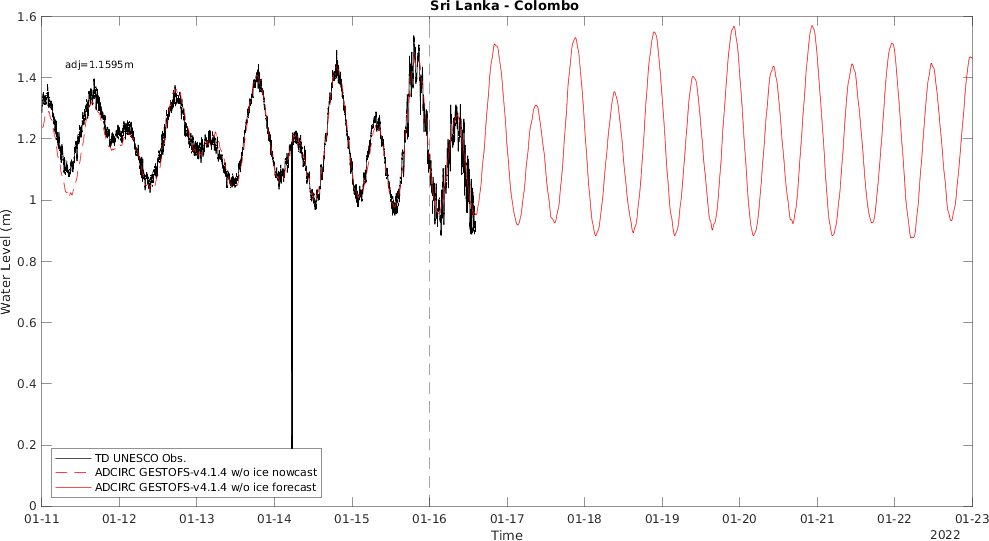 Sri Lanka - Colombo
adj=1.1595m
1.6
1.4
1.2
1
0.8
0.6
0.4
0.2
0
Water Level (m)
TD UNESCO Obs.
ADCIRC GESTOFS-v4.1.4 w/o ice nowcast
ADCIRC GESTOFS-v4.1.4 w/o ice forecast
01-11 01-12 01-13 01-14 01-15 01-16 01-17 01-18 01-19 01-20 01-21 01-22 01-23
Time
2022